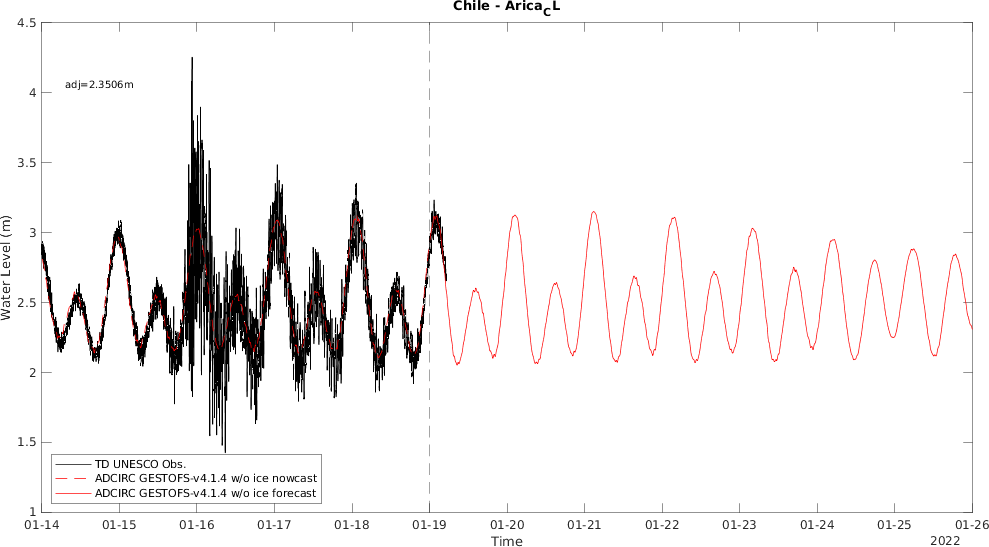 Chile - Arica_CL
4.5
4
3.5
3
2.5
2
1.5
1
Water Level (m)
adj=2.3506m
TD UNESCO Obs.
ADCIRC GESTOFS-v4.1.4 w/o ice nowcast
ADCIRC GESTOFS-v4.1.4 w/o ice forecast
01-14 01-15 01-16 01-17 01-18 01-19 01-20 01-21 01-22 01-23 01-24 01-25 01-26
Time
2022